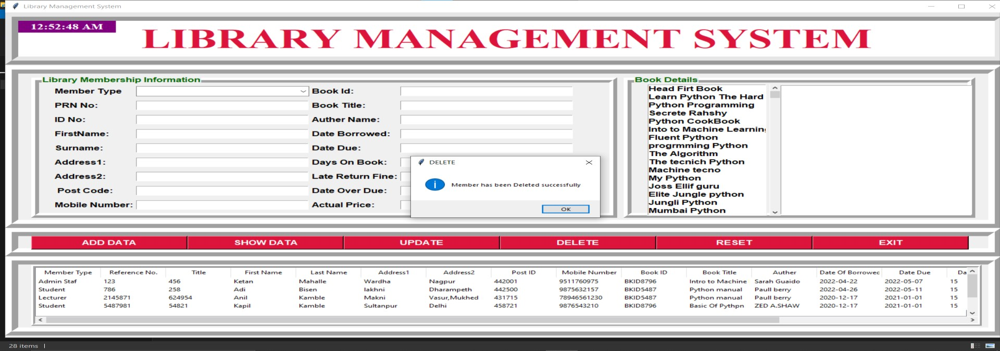 Library Management System
12:52:48 AM
LIBRARY MANAGEMENT SYSTEM
Library Membership Information
Member Type
Book Id:
PRN No:
Book Title:
ID No:
Auther Name:
FirstName:
Date Borrowed:
Surname:
Date Due:
Address1:
Days On Book:
Address2:
Late Return Fine:
Post Code:
Date Over Due:
Mobile Number:
Actual Price:
DELETE
Member has been Deleted successfully
OK
Book Details
Head Firt Book
Learn Python The Hard
Python Programming
Secrete Rahshy
Python CookBook
Into to Machine Learning
Fluent Python
progrmming Python
The Algorithm
The tecnich Python
Machine tecno
My Python
Joss Ellif guru
Elite Jungle python
Jungli Python
Mumbai Python
ADD DATA SHOW DATA UPDATE DELETE RESET EXIT
Member Type Reference No. Title First Name Last Name Address1 Address2 Post ID Mobile Number Book ID Book Title Auther Date Of Borrowed Date Due Da
Admin Staf 123 456 Ketan Mahalle Wardha Nagpur 442001 9511760975 BKID8796 Intro to Machine Sarah Guaido 2022-04-22 2022-05-07 15
Student 786 258 Adi Bisen lakhni Dharampeth 442500 9875632157 BKID5487 Python manual Paull berry 2022-04-26 2022-05-11 15
Lecturer 2145871 624954 Anil Kamble Makni Vasur,Mukhed 431715 78946561230 BKID5487 Python manual Paull berry 2020-12-17 2021-01-01 15
Student 5487981 54821 Kapil Kamble Sultanpur Delhi 458721 9876543210 BKID8796 Basic Of Pythpn ZED A.SHAW 2020-12-17 2021-01-01 15
28 items